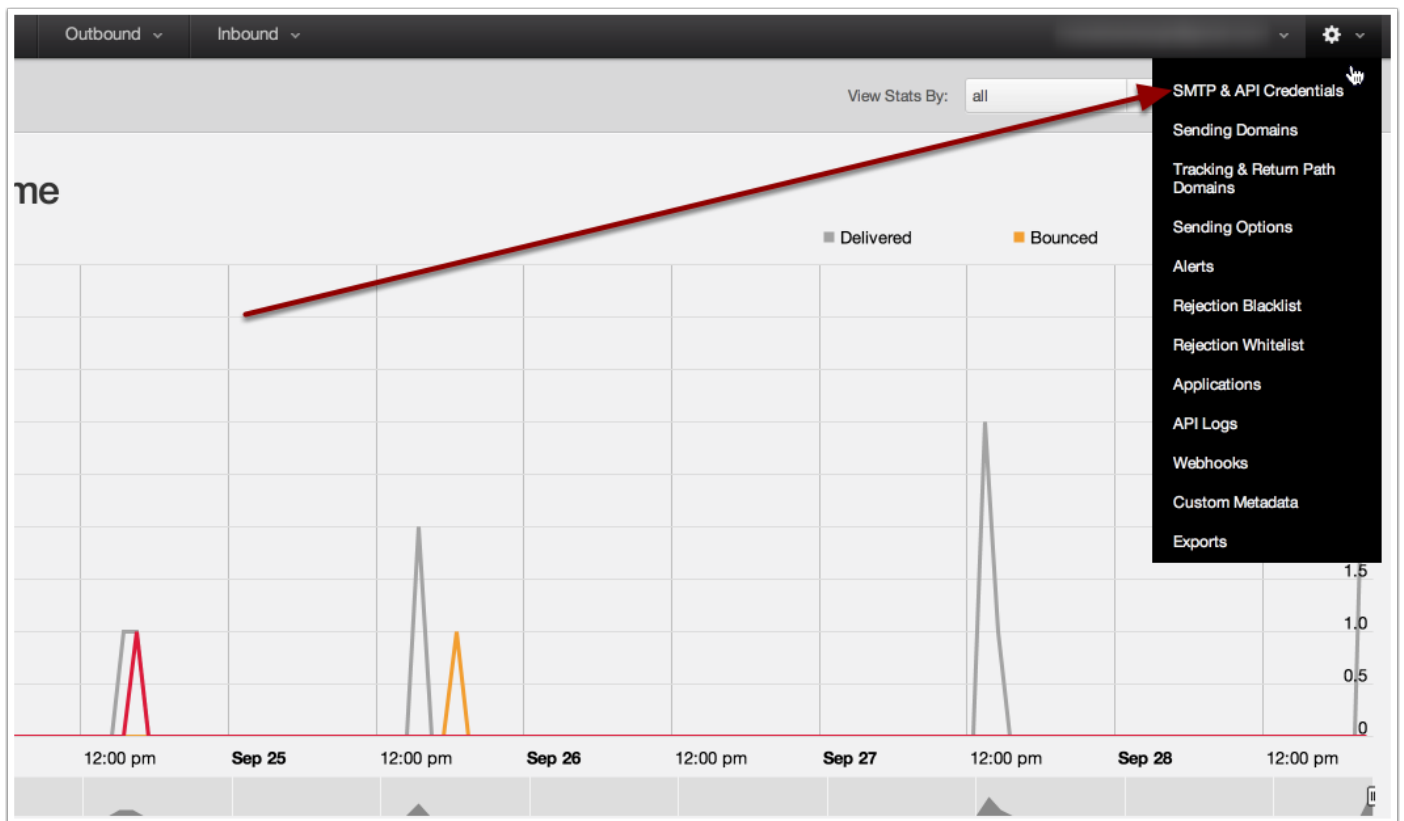 Outbound
Inbound
View Stats By:
all
SMTP & API Credentials
Sending Domains
Tracking & Return Path
Domains
Sending Options
Alerts
Rejection Blacklist
Rejection Whitelist
Applications
API Logs
Webhooks
Custom Metadata
Exports
me
Delivered
Bounced
1.5
1.0
0.5
0
12:00 pm Sep 25 12:00 pm Sep 26 12:00 pm Sep 27 12:00 pm Sep 28 12:00 pm